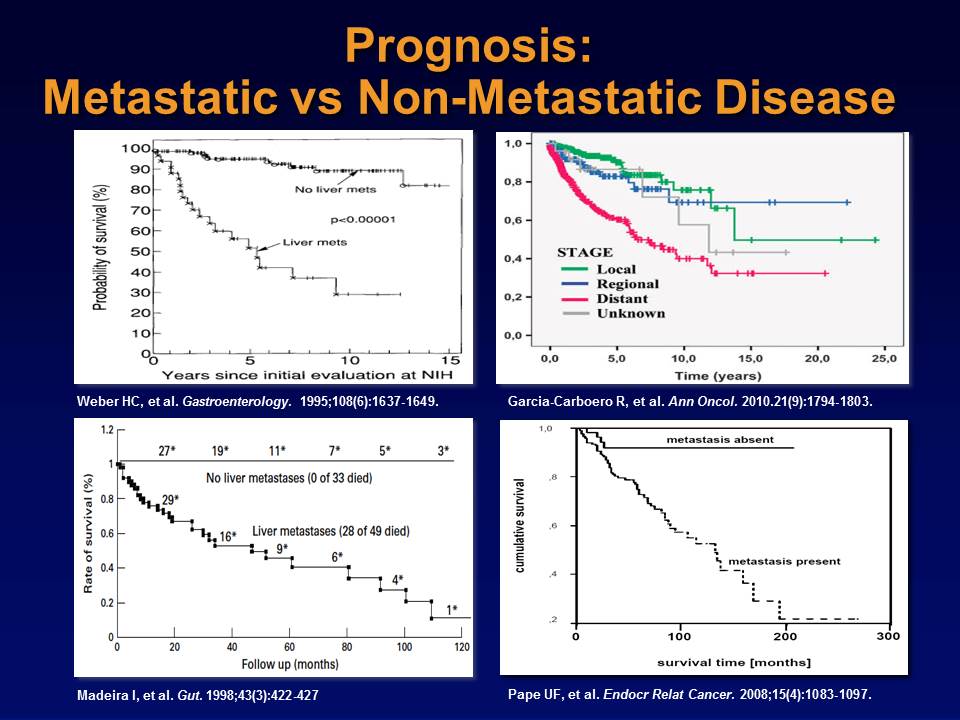 Prognosis:
Metastatic vs Non-Metastatic Disease
Probability of survival (%)
100
90
80
70
60
50
40
30
20
10
0
No liver mets
p<0.00001
Liver mets
0 5 10 15
Years since initial evaluation at NIH
Weber HC, et al. Gastroenterology. 1995;108(6):1637-1649.
1,0
0,8
0,6
0,4
0,2
0,0
STAGE
Local
Regional
Distant
Unknown
0,0 5,0 10,0 15,0 20,0 25,0
Time (years)
Garcia-Carboero R, et al. Ann Oncol. 2010.21(9):1794-1803.
Rate of survival (%)
1.2
1
0.8
0.6
0.4
0.2
0
27* 19* 11* 7* 5* 3*
No liver metastases (0 of 33 died)
29*
Liver metastases (28 of 49 died)
16*
9*
6*
4*
1*
0 20 40 60 80 100 120
Follow up (months)
Madeira I, et al. Gut. 1998;43(3):422-427
cumulative survival
1,0
,8
,6
,4
,2
metastasis absent
metastasis present
0 100 200 300
survival time [months]
Pape UF, et al. Endocr Relat Cancer. 2008;15(4):1083-1097.